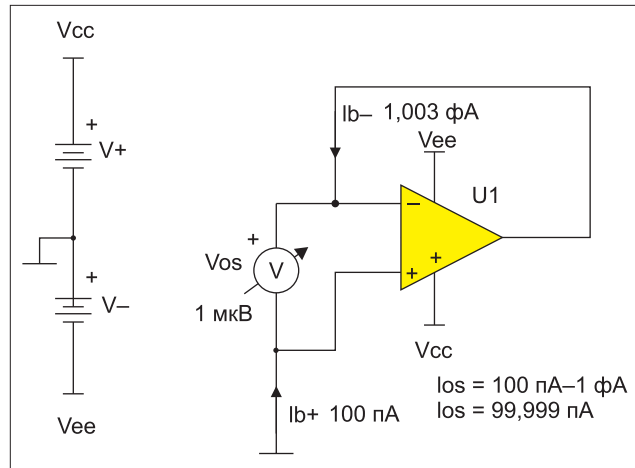 Vcc
+
V+
+
V–
Vee
Ib– 1,003 фА
Vee
U1
–
+
+
+
Vos
V
1 мкВ
Vcc
Ib+ 100 пА
Ios = 100 пА–1 фА
Ios = 99,999 пА